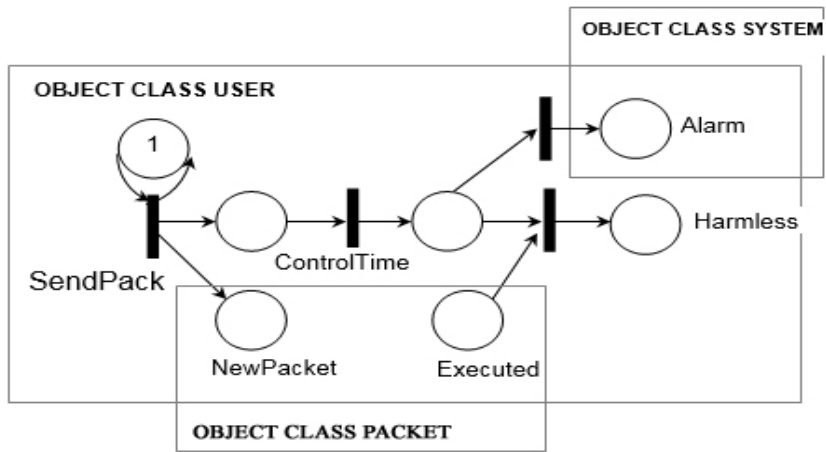 OBJECT CLASS SYSTEM
OBJECT CLASS USER
1
Alarm
Harmless
ControlTime
SendPack
NewPacket
Executed
OBJECT CLASS PACKET